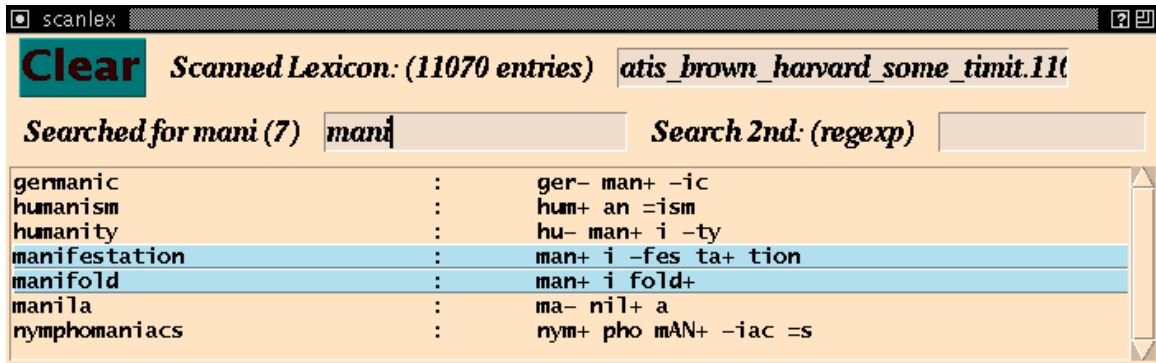 scanlex
Clear Scanned Lexicon: (11070 entries) atis_brown_harvard_some_timit.110
Searched for mani (7) mani Search 2nd: (regexp)
germanic : ger- man+ -ic
humanism : hum+ an =ism
humanity : hu- man+ i -ty
manifestation : man+ i -fes ta+ tion
manifold : man+ i fold+
manila : ma- nil+ a
nymphomaniacs : nym+ pho mAN+ -iac =s